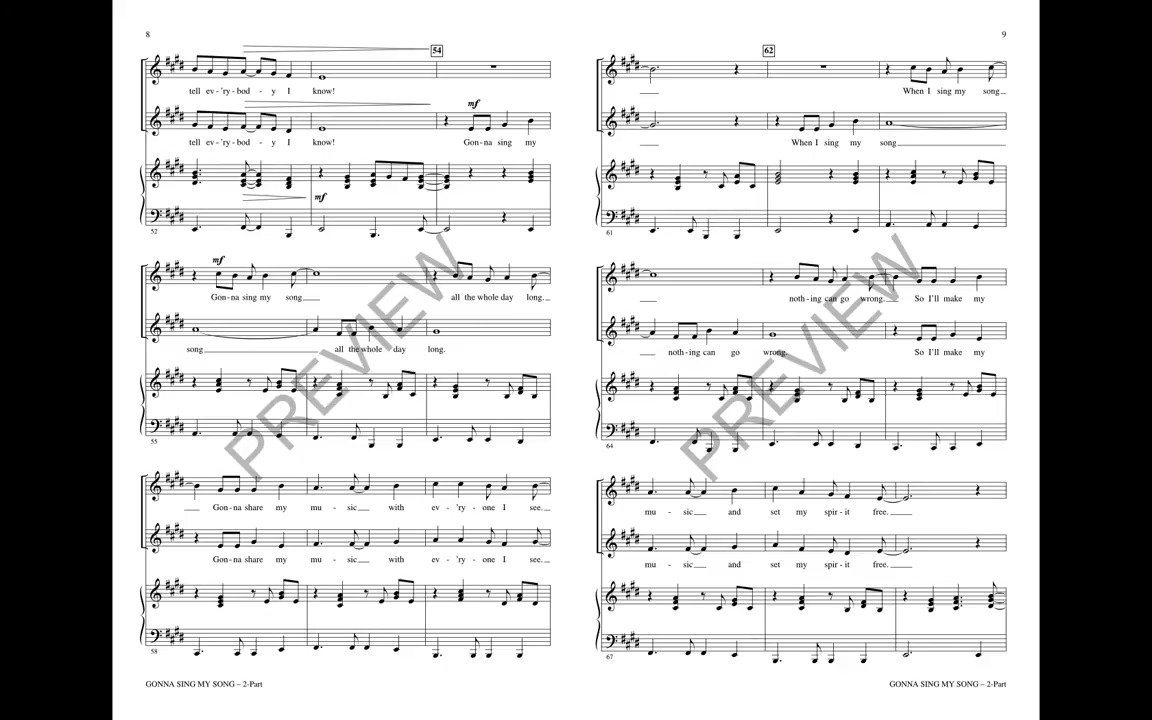 8
54
tell ev-'ry-bod - y I know!
mf
tell ev-'ry-bod - y I know! Gon-na sing my
mf
52
mf
Gon-na sing my song all the whole day long.
song all the whole day long.
55
Gon-na share my mu - sic with ev - 'ry - one I see.
Gon-na share my mu - sic with ev - 'ry - one I see.
58
GONNA SING MY SONG – 2-Part
9
62
When I sing my song
When I sing my song
61
noth-ing can go wrong. So I'll make my
noth-ing can go wrong. So I'll make my
64
mu - sic and set my spir - it free.
mu - sic and set my spir - it free.
67
GONNA SING MY SONG – 2-Part
PREVIEW
PREVIEW